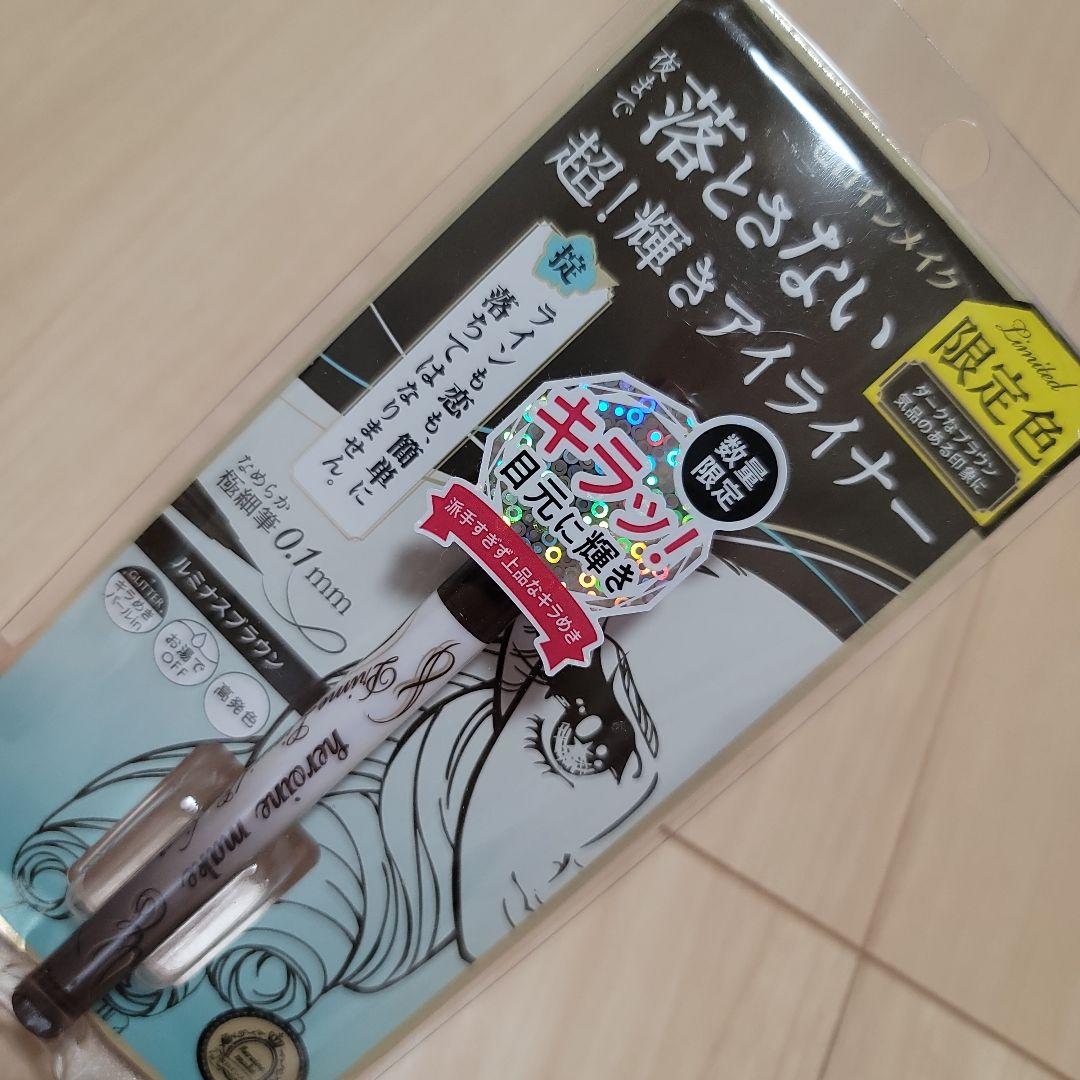 インメイク
夜まで
落とさない
超!輝きアイライナー
Limited
限定色
ダークなブラウン
気品のある印象に
掟
ラインも恋も、簡単に
落ちてはなりません。
数量
限定
キラッ!
目元に輝き
派手すぎず上品なキラめき
なめらか
極細筆0.1mm
ルミナスブラウン
GLITTER
キラめき
パールin
お湯で
OFF
高発色
heroine make